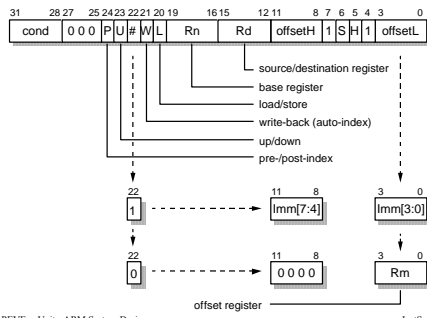 31 28 27 25 24 23 22 21 20 19 16 15 12 11 8 7 6 5 4 3 0
cond 0 0 0 P U # W L Rn Rd offsetH 1 S H 1 offsetL
source/destination register
base register
load/store
write-back (auto-index)
up/down
pre-/post-index
22 11 8 3 0
1 Imm[7:4] Imm[3:0]
22 11 8 3 0
0 0 0 0 0 Rm
offset register